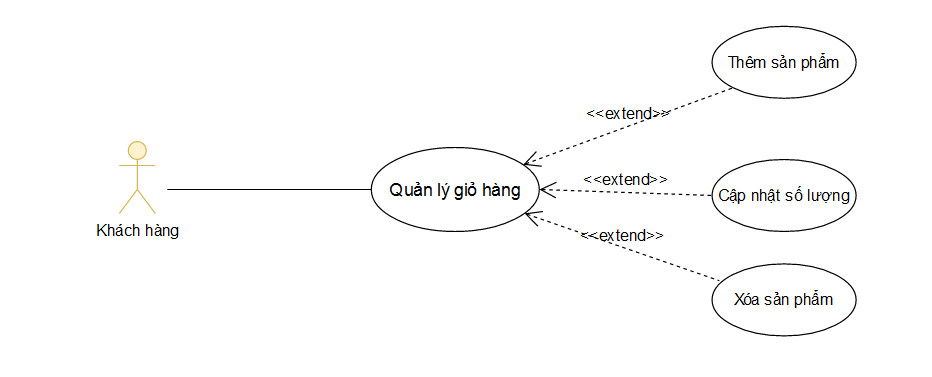 Thêm sản phẩm
<<extend>>
Quản lý giỏ hàng
<<extend>>
Cập nhật số lượng
Khách hàng
<<extend>>
Xóa sản phẩm